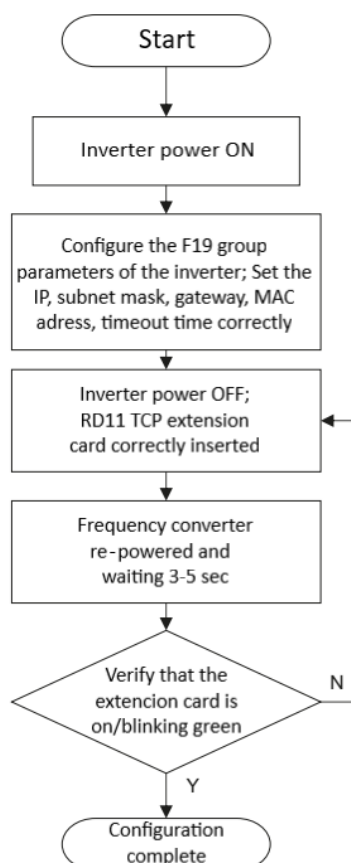 Start
Inverter power ON
Configure the F19 group
parameters of the inverter; Set the
IP, subnet mask, gateway, MAC
adress, timeout time correctly
Inverter power OFF;
RD11 TCP extension
card correctly inserted
Frequency converter
re-powered and
waiting 3-5 sec
Verify that the
extencion card is
on/blinking green
N
Y
Configuration
complete